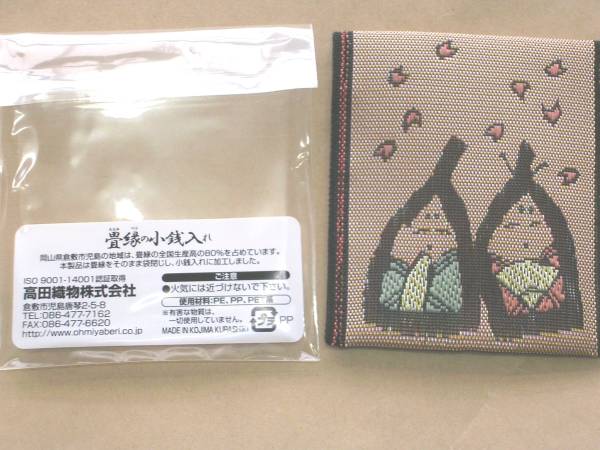 畳縁の小銭入れ
岡山県倉敷市児島の地域は、畳縁の全国生産高の80%を占めています。
本製品は畳縁をそのまま袋閉じし、小銭入れに加工しました。
ISO 9001-14001認証取得
高田織物株式会社
倉敷市児島唐琴2-5-8
TEL:086-477-7162
FAX:086-477-6620
http://www.ohmiyaberi.co.jp
ご注意
●火気には近づけないで下さい。
使用材料:PE、PP、PET
※有害な物質は、
一切使用していません。
MADE IN KOJIMA
プラ PP